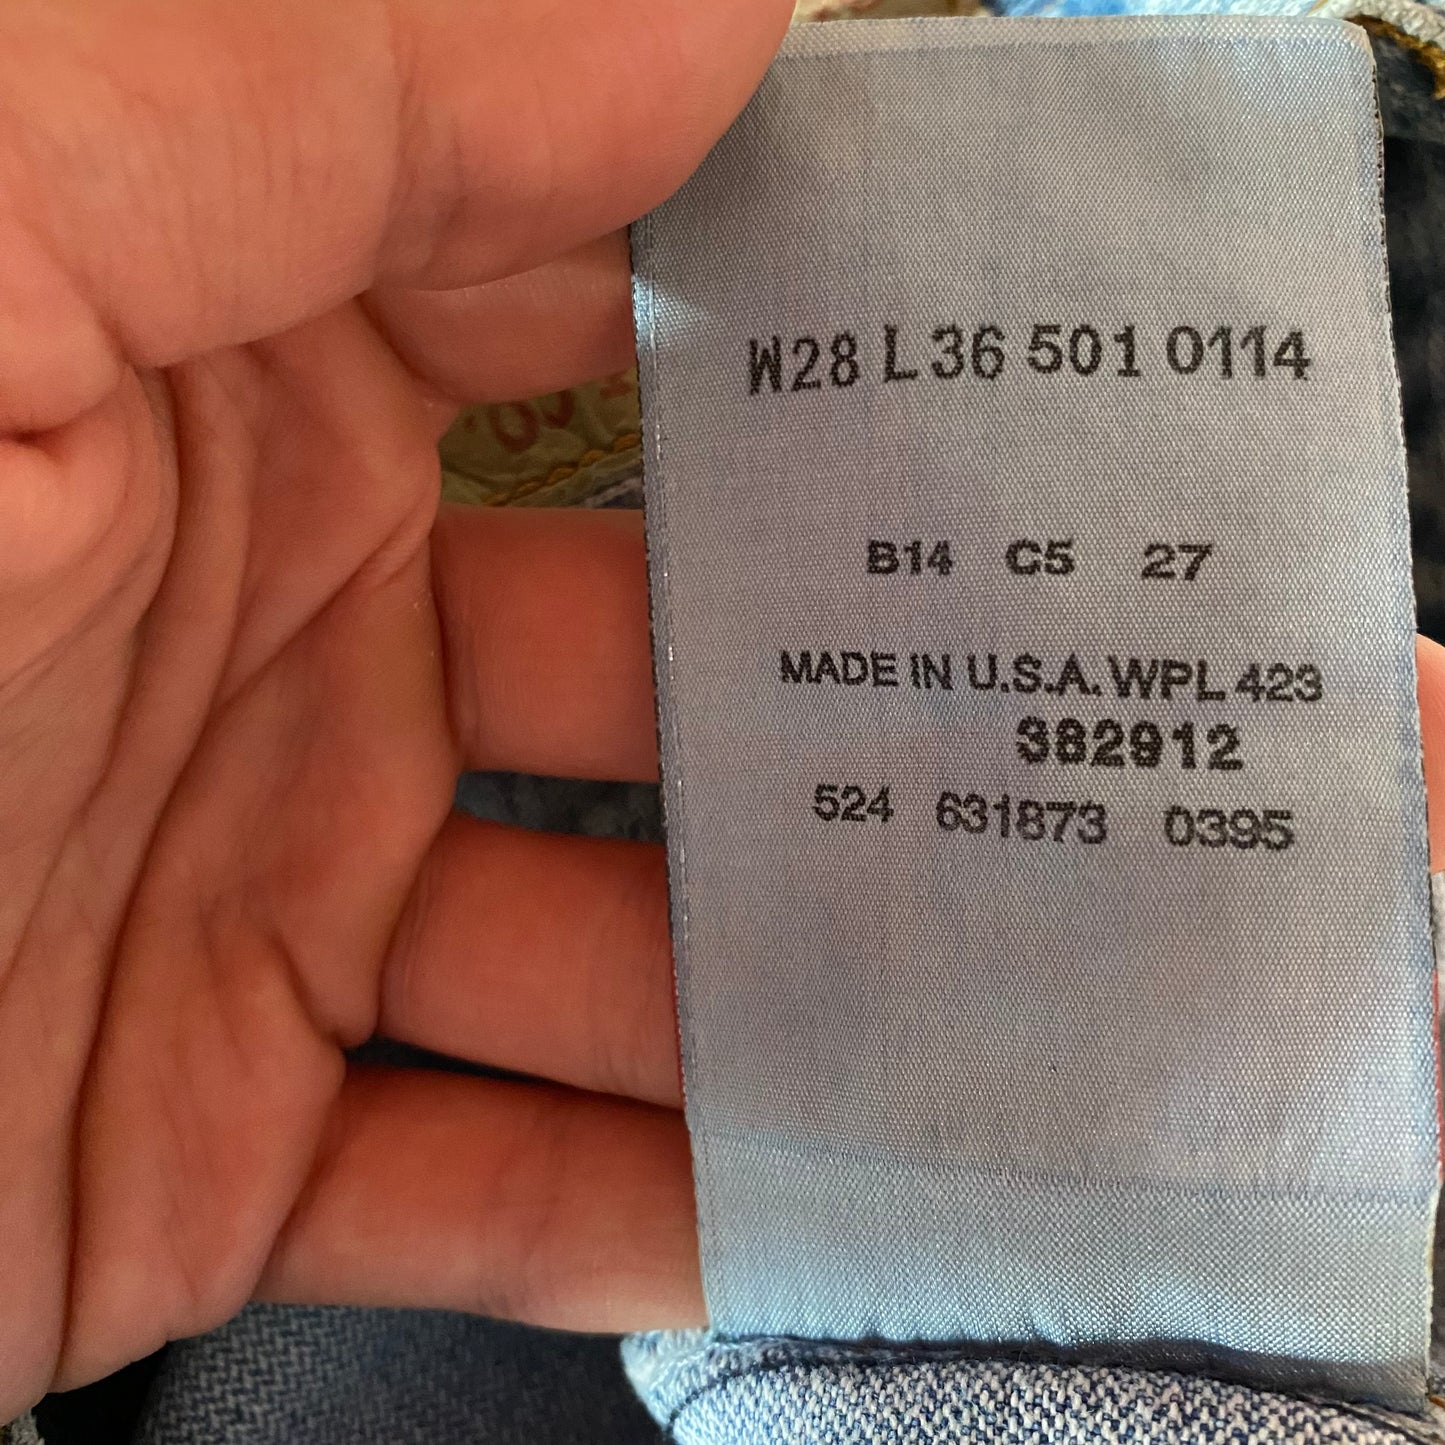 W28 L36 501 0114
B14 C5 27
MADE IN U.S.A. WPL 423
382912
524 631873 0395